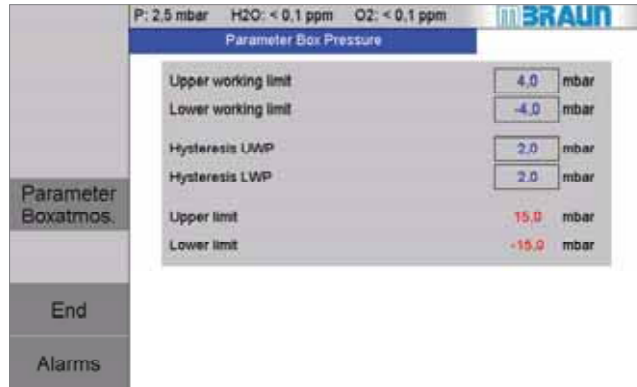 P: 2.5 mbar H2O: < 0,1 ppm O2: < 0,1 ppm
MBRAUN
Parameter Box Pressure
Upper working limit 4,0 mbar
Lower working limit -4,0 mbar
Hysteresis UWP 2,0 mbar
Hysteresis LWP 2.0 mbar
Upper limit 15,0 mbar
Lower limit -15,0 mbar
Parameter
Boxatmos.
End
Alarms